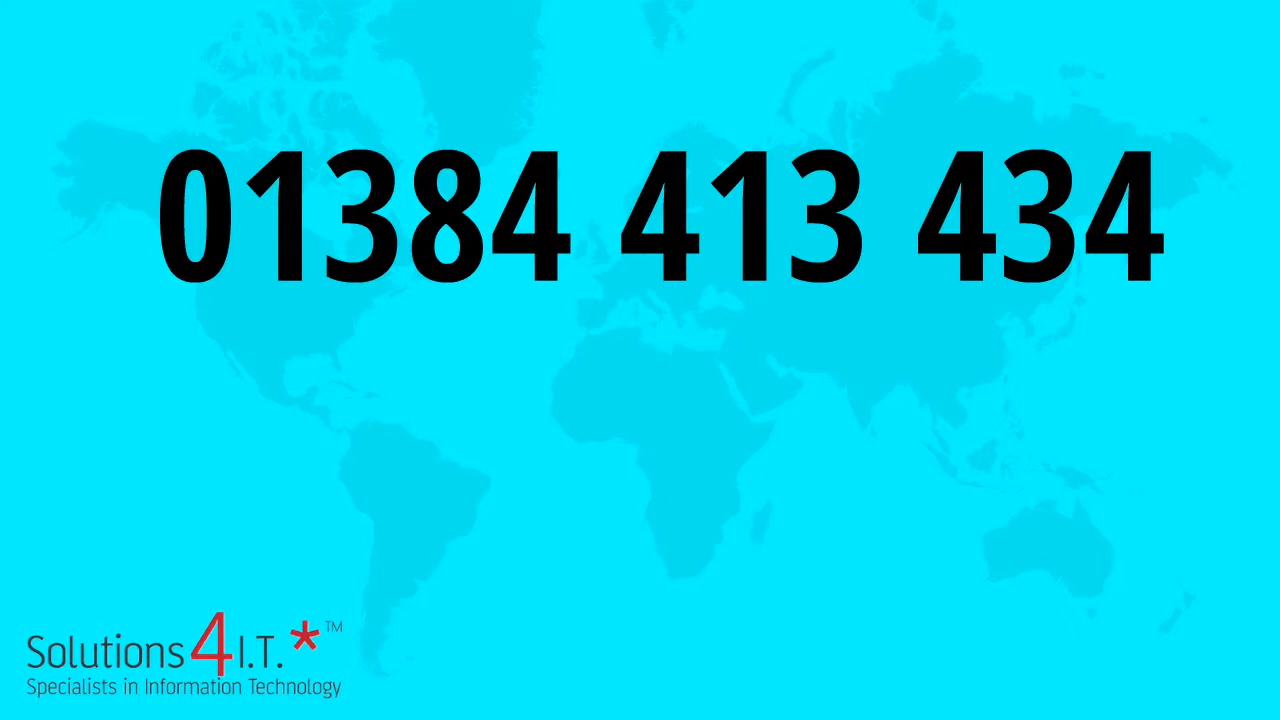 01384 413 434
Solutions4I.T.*™
Specialists in Information Technology